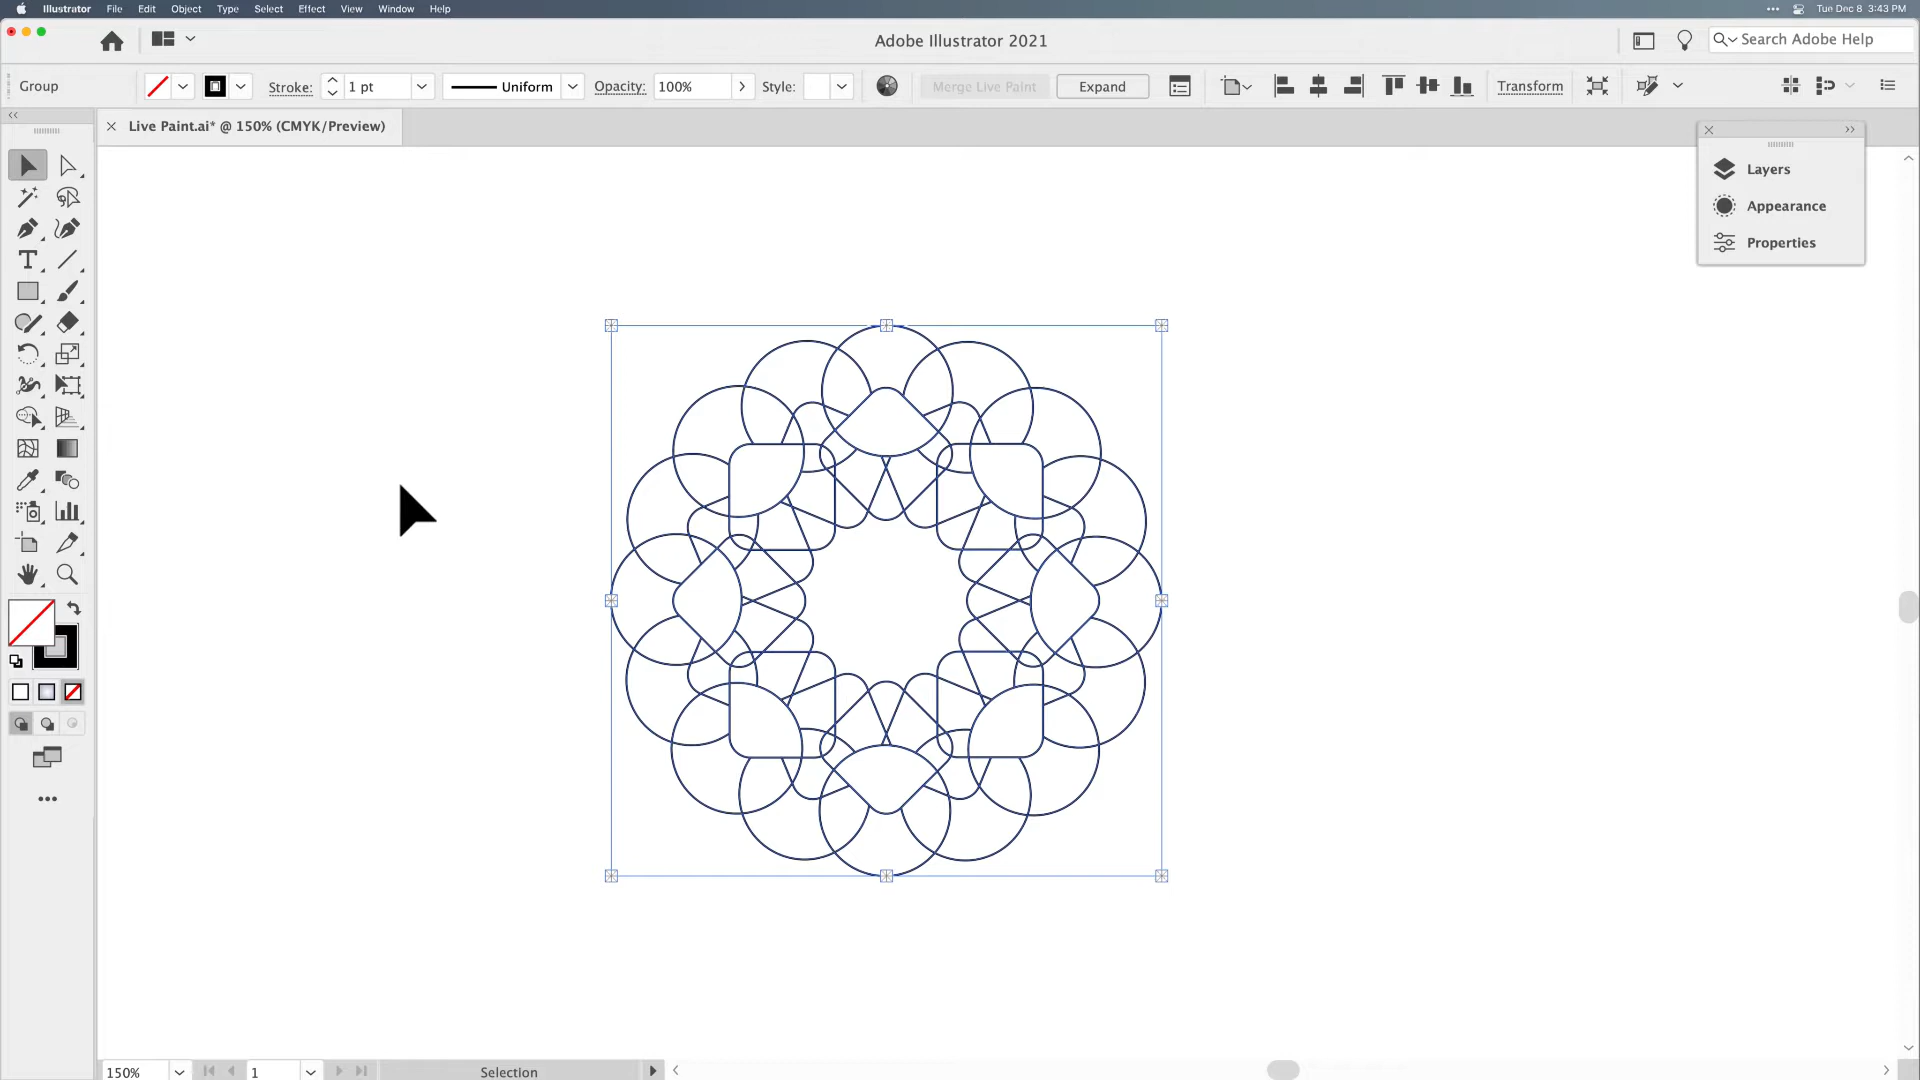 Illustrator File Edit Object Type Select Effect View Window Help
Tue Dec 8 3:43 PM
Adobe Illustrator 2021
Search Adobe Help
Group
Stroke: 1 pt
Uniform
Opacity: 100%
Style:
Merge Live Paint
Expand
Transform
Live Paint.ai* @ 150% (CMYK/Preview)
Layers
Appearance
Properties
150%
1
Selection